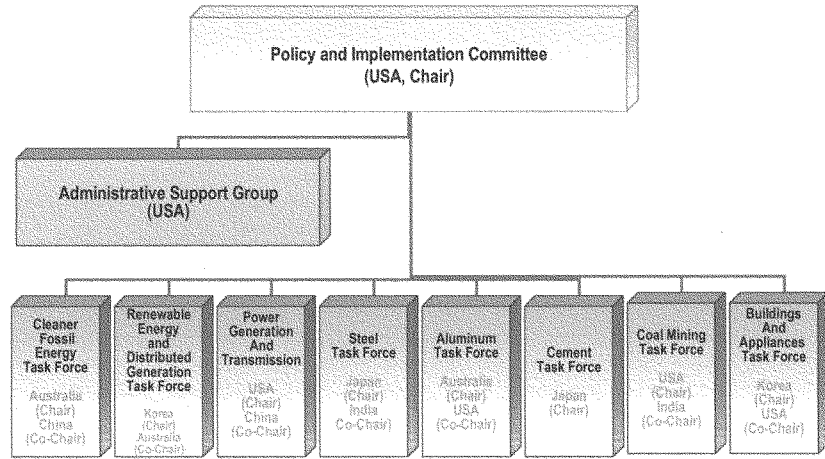 Policy and Implementation Committee
(USA, Chair)
Administrative Support Group
(USA)
Cleaner
Fossil
Energy
Task Force
Australia
(Chair)
China
(Co-Chair)
Renewable
Energy
and
Distributed
Generation
Task Force
Korea
(Chair)
Australia
(Co-Chair)
Power
Generation
And
Transmission
USA
(Chair)
China
(Co-Chair)
Steel
Task Force
Japan
(Chair)
India
Co-Chair)
Aluminum
Task Force
Australia
(Chair)
USA
(Co-Chair)
Cement
Task Force
Japan
(Chair)
Coal Mining
Task Force
USA
(Chair)
India
(Co-Chair)
Buildings
And
Appliances
Task Force
Korea
(Chair)
USA
(Co-Chair)